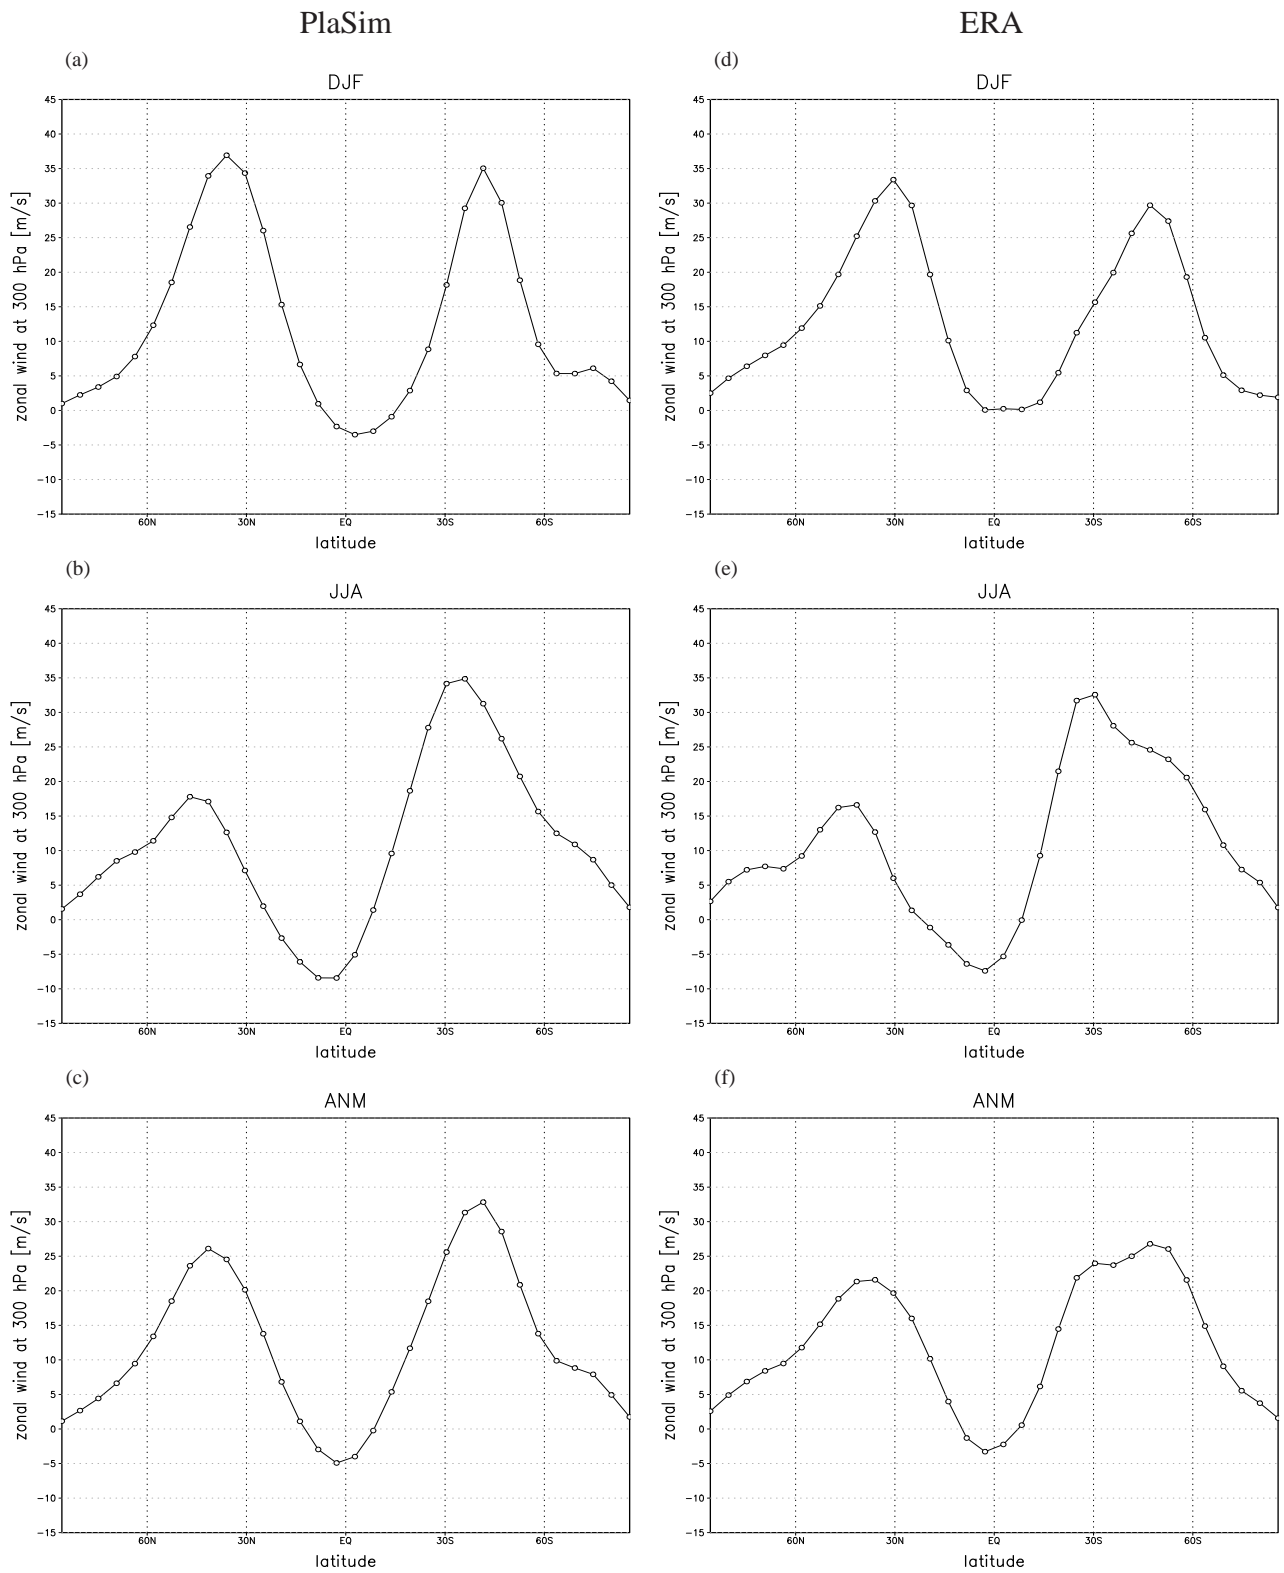 PlaSim
ERA
(a)
DJF
zonal wind at 300 hPa [m/s]
45
40
35
30
25
20
15
10
5
0
−5
−10
−15
60N 30N EQ 30S 60S
latitude
(d)
DJF
zonal wind at 300 hPa [m/s]
45
40
35
30
25
20
15
10
5
0
−5
−10
−15
60N 30N EQ 30S 60S
latitude
(b)
JJA
zonal wind at 300 hPa [m/s]
45
40
35
30
25
20
15
10
5
0
−5
−10
−15
60N 30N EQ 30S 60S
latitude
(e)
JJA
zonal wind at 300 hPa [m/s]
45
40
35
30
25
20
15
10
5
0
−5
−10
−15
60N 30N EQ 30S 60S
latitude
(c)
ANM
zonal wind at 300 hPa [m/s]
45
40
35
30
25
20
15
10
5
0
−5
−10
−15
60N 30N EQ 30S 60S
latitude
(f)
ANM
zonal wind at 300 hPa [m/s]
45
40
35
30
25
20
15
10
5
0
−5
−10
−15
60N 30N EQ 30S 60S
latitude